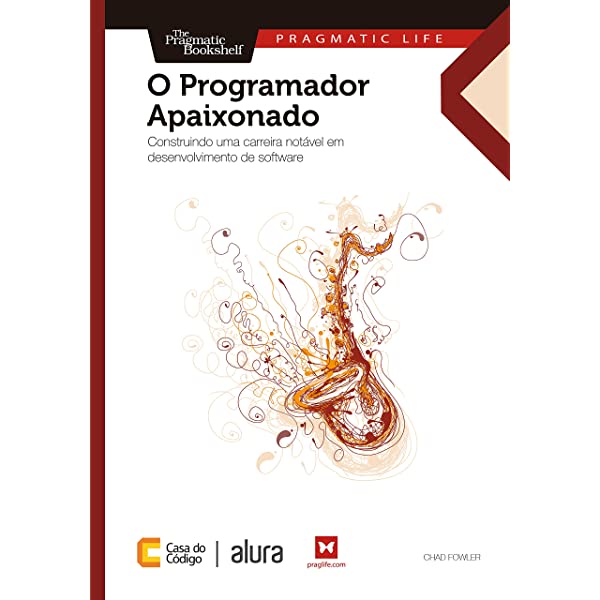 The
Pragmatic
Bookshelf
PRAGMATIC LIFE
O Programador
Apaixonado
Construindo uma carreira notável em
desenvolvimento de software
Casa do
Código
alura
praglife.com
CHAD FOWLER